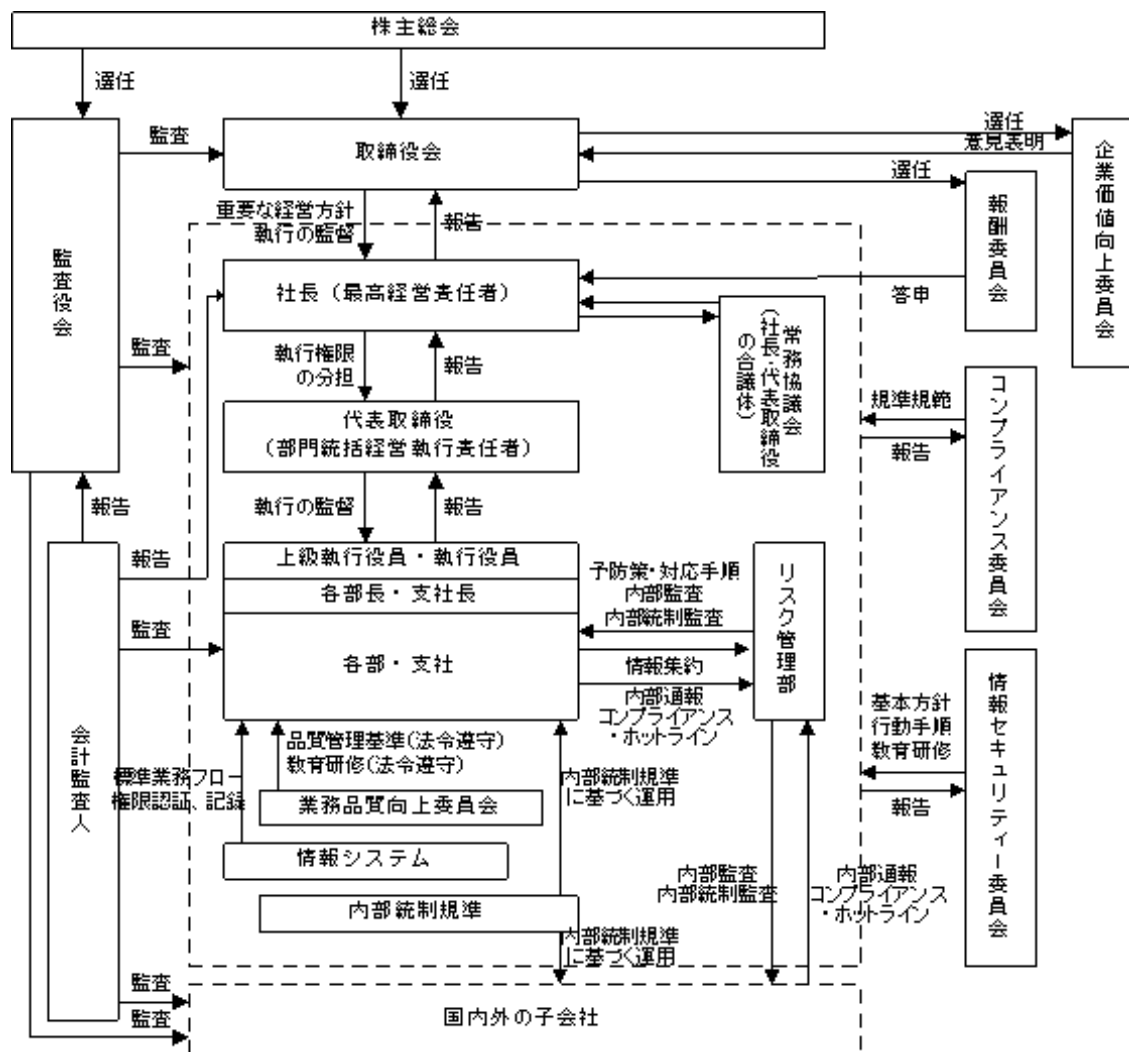 株主総会
選任
選任
監査役会
監査
取締役会
選任
意見表明
選任
企業価値向上委員会
報酬委員会
重要な経営方針
執行の監督
報告
社長（最高経営責任者）
答申
常務協議会
（社長・代表取締役
の合議体）
監査
執行権限
の分担
報告
代表取締役
（部門統括経営執行責任者）
規準規範
報告
コンプライアンス委員会
報告
執行の監督
報告
会計監査人
報告
上級執行役員・執行役員
各部長・支社長
各部・支社
監査
予防策・対応手順
内部監査
内部統制監査
情報集約
内部通報
コンプライアンス
・ホットライン
リスク管理部
基本方針
行動手順
教育研修
報告
情報セキュリティー委員会
品質管理基準(法令遵守)
教育研修(法令遵守)
標準業務フロー
権限認証、記録
内部統制規準
に基づく運用
業務品質向上委員会
情報システム
内部統制規準
内部監査
内部統制監査
内部通報
コンプライアンス
・ホットライン
内部統制規準
に基づく運用
監査
監査
国内外の子会社